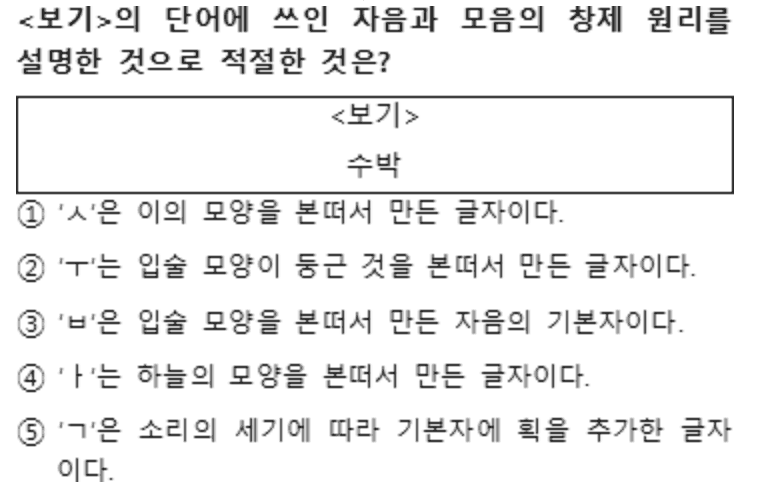 <보기>의 단어에 쓰인 자음과 모음의 창제 원리를
설명한 것으로 적절한 것은?
<보기>
수박
① 'ㅅ'은 이의 모양을 본떠서 만든 글자이다.
② 'ㅜ'는 입술 모양이 둥근 것을 본떠서 만든 글자이다.
③ 'ㅂ'은 입술 모양을 본떠서 만든 자음의 기본자이다.
④ 'ㅏ'는 하늘의 모양을 본떠서 만든 글자이다.
⑤ 'ㄱ'은 소리의 세기에 따라 기본자에 획을 추가한 글자
이다.